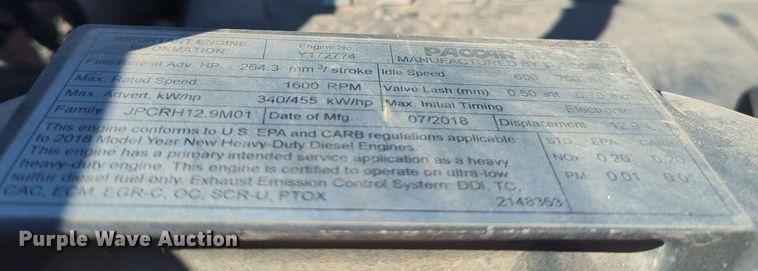 IMPORTANT ENGINE INFORMATION
Engine No. Y172774
PACCAR
MANUFACTURED BY
Fuel Rate at Adv. HP 264.3 mm³/stroke Idle Speed 600 700
Max. Rated Speed 1600 RPM Valve Lash (mm) 0.50 int
Max. Advert. kW/hp 340/455 kW/hp Max. Initial Timing Electronic
Family JPCRH12.9M01 Date of Mfg. 07/2018 Displacement 12.9 L
This engine conforms to U.S. EPA and CARB regulations applicable
to 2018 Model Year New Heavy-Duty Diesel Engines.
This engine has a primary intended service application as a heavy
heavy-duty engine. This engine is certified to operate on ultra-low
sulfur diesel fuel only. Exhaust Emission Control System: DDI, TC,
CAC, ECM, EGR-C, OC, SCR-U, PTOX
STD EPA CARB
NOx 0.20 0.20
PM 0.01
2148353
Purple Wave Auction